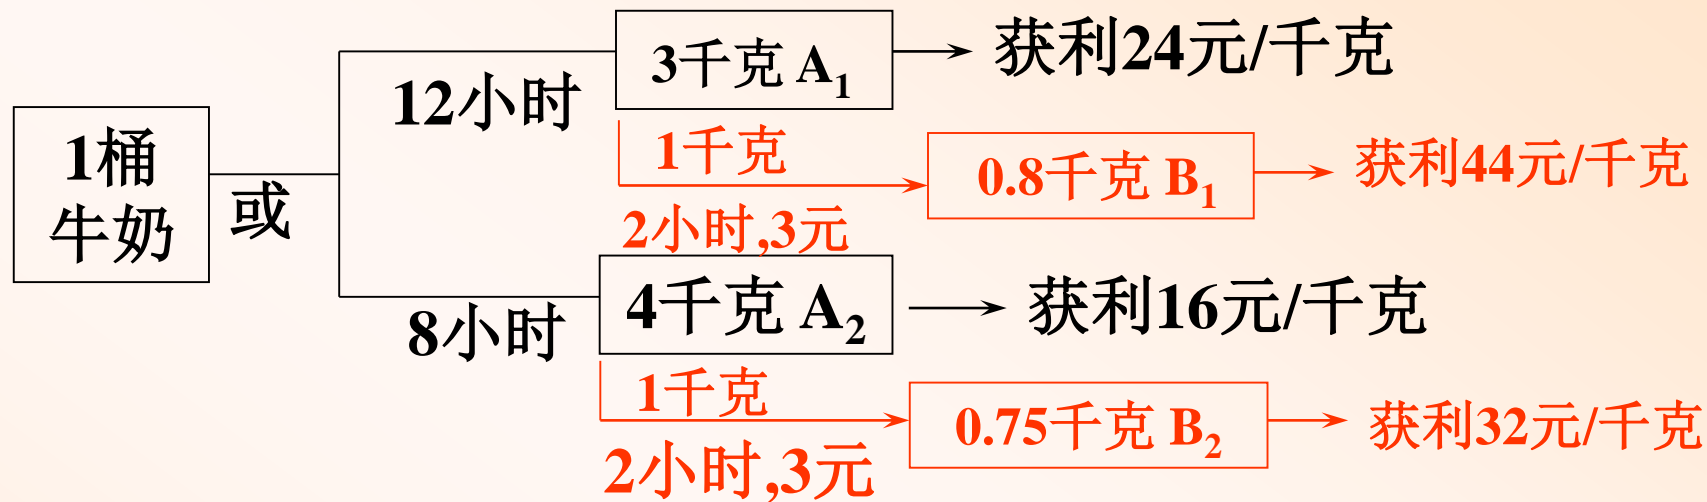 1桶
牛奶
或
12小时
3千克 A₁
获利24元/千克
1千克
2小时,3元
0.8千克 B₁
获利44元/千克
8小时
4千克 A₂
获利16元/千克
1千克
2小时,3元
0.75千克 B₂
获利32元/千克